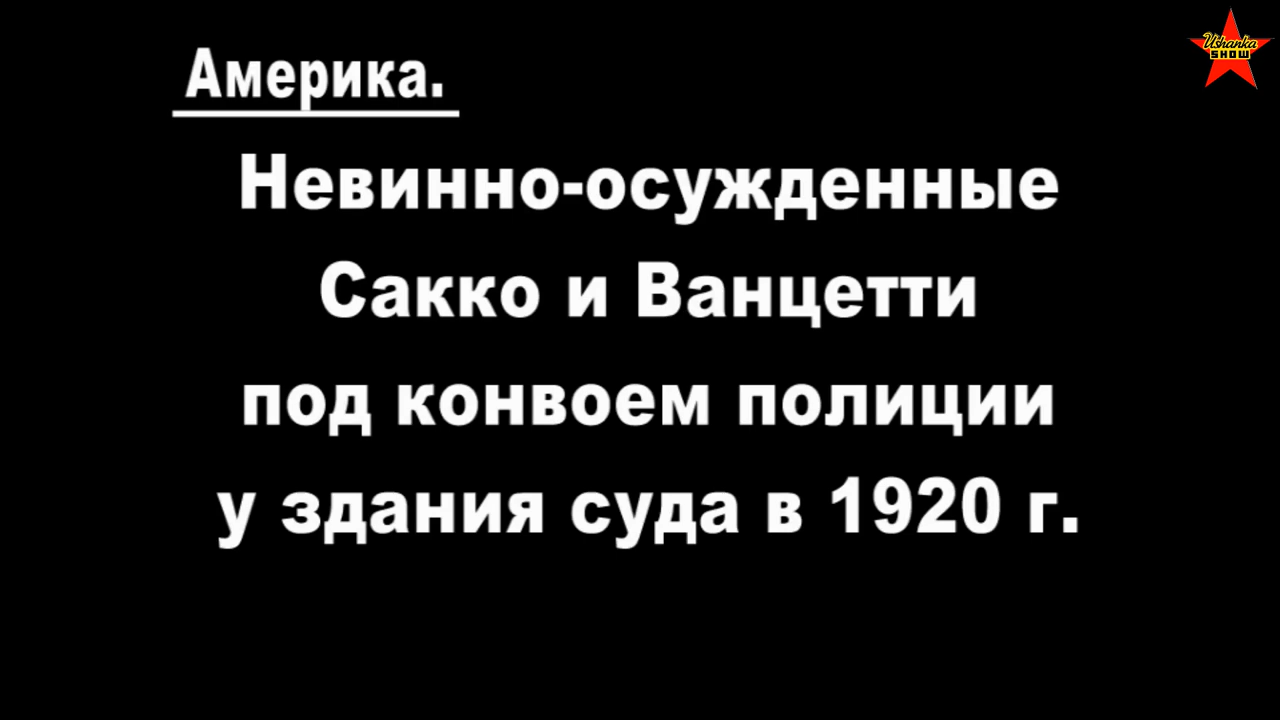 Ushanka
SHOW
Америка.
Невинно-осужденные
Сакко и Ванцетти
под конвоем полиции
у здания суда в 1920 г.